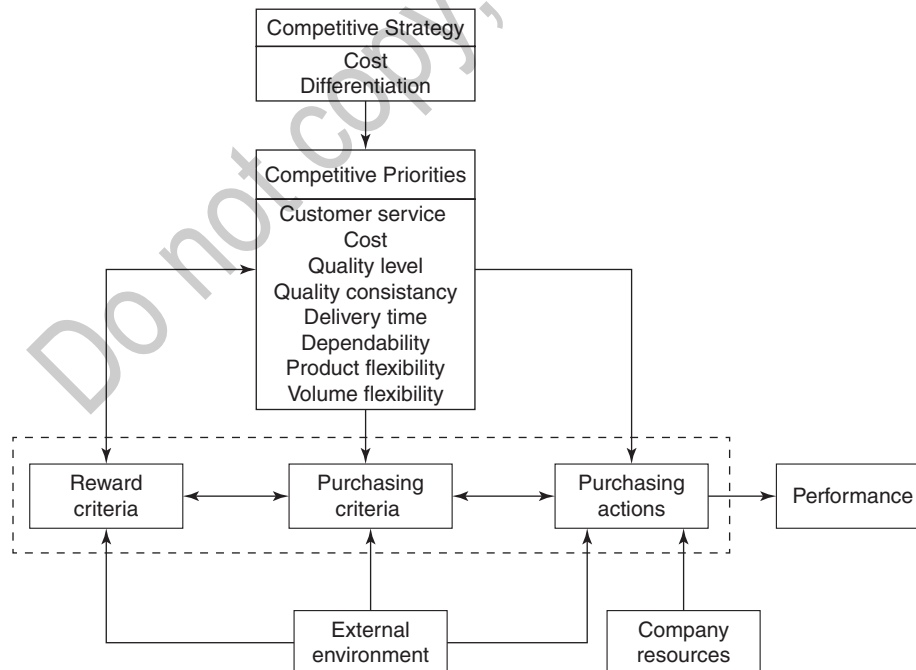 Do not copy,
Competitive Strategy
Cost
Differentiation
Competitive Priorities
Customer service
Cost
Quality level
Quality consistancy
Delivery time
Dependability
Product flexibility
Volume flexibility
Reward
criteria
Purchasing
criteria
Purchasing
actions
Performance
External
environment
Company
resources